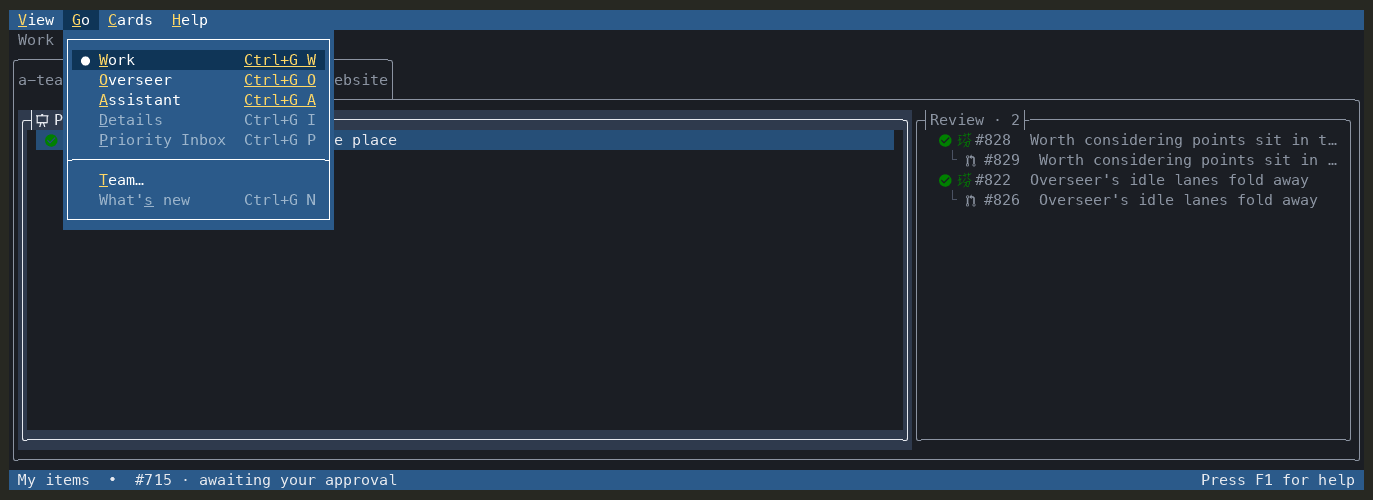 View Go Cards Help
Work
● Work Ctrl+G W
a-tea Overseer Ctrl+G O ebsite
Assistant Ctrl+G A
P Details Ctrl+G I Review · 2
Priority Inbox Ctrl+G P e place #828 Worth considering points sit in t…
└ #829 Worth considering points sit in …
Team… #822 Overseer's idle lanes fold away
What's new Ctrl+G N └ #826 Overseer's idle lanes fold away
My items • #715 · awaiting your approval Press F1 for help